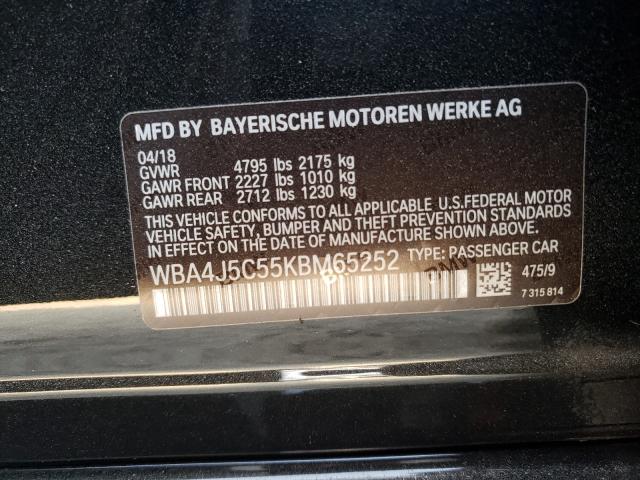 MFD BY BAYERISCHE MOTOREN WERKE AG
04/18
GVWR 4795 lbs 2175 kg
GAWR FRONT 2227 lbs 1010 kg
GAWR REAR 2712 lbs 1230 kg
THIS VEHICLE CONFORMS TO ALL APPLICABLE U.S.FEDERAL MOTOR
VEHICLE SAFETY, BUMPER, AND THEFT PREVENTION STANDARDS
IN EFFECT ON THE DATE OF MANUFACTURE SHOWN ABOVE.
WBA4J5C55KBM65252 TYPE: PASSENGER CAR
BMW
475/9
7 315 814